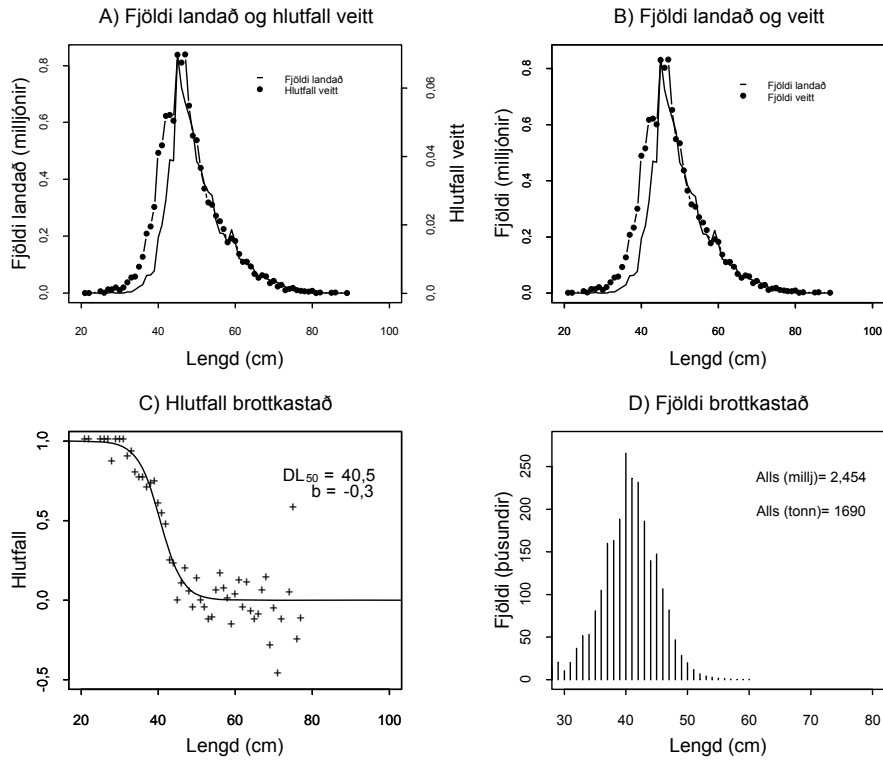 A) Fjöldi landað og hlutfall veitt
Fjöldi landað (milljónir)
0,8
0,6
0,4
0,2
0,0
Fjöldi landað
Hlutfall veitt
0,06
0,04
0,02
0,00
Hlutfall veitt
20 40 60 80 100
Lengd (cm)
B) Fjöldi landað og veitt
Fjöldi (milljónir)
0,8
0,6
0,4
0,2
0,0
Fjöldi landað
Fjöldi veitt
20 40 60 80 100
Lengd (cm)
C) Hlutfall brottkastað
Hlutfall
1,0
0,5
0,0
-0,5
DL50 = 40,5
b = -0,3
20 40 60 80 100
Lengd (cm)
D) Fjöldi brottkastað
Fjöldi (þúsundir)
250
200
150
100
50
0
Alls (millj)= 2,454
Alls (tonn)= 1690
30 40 50 60 70 80
Lengd (cm)